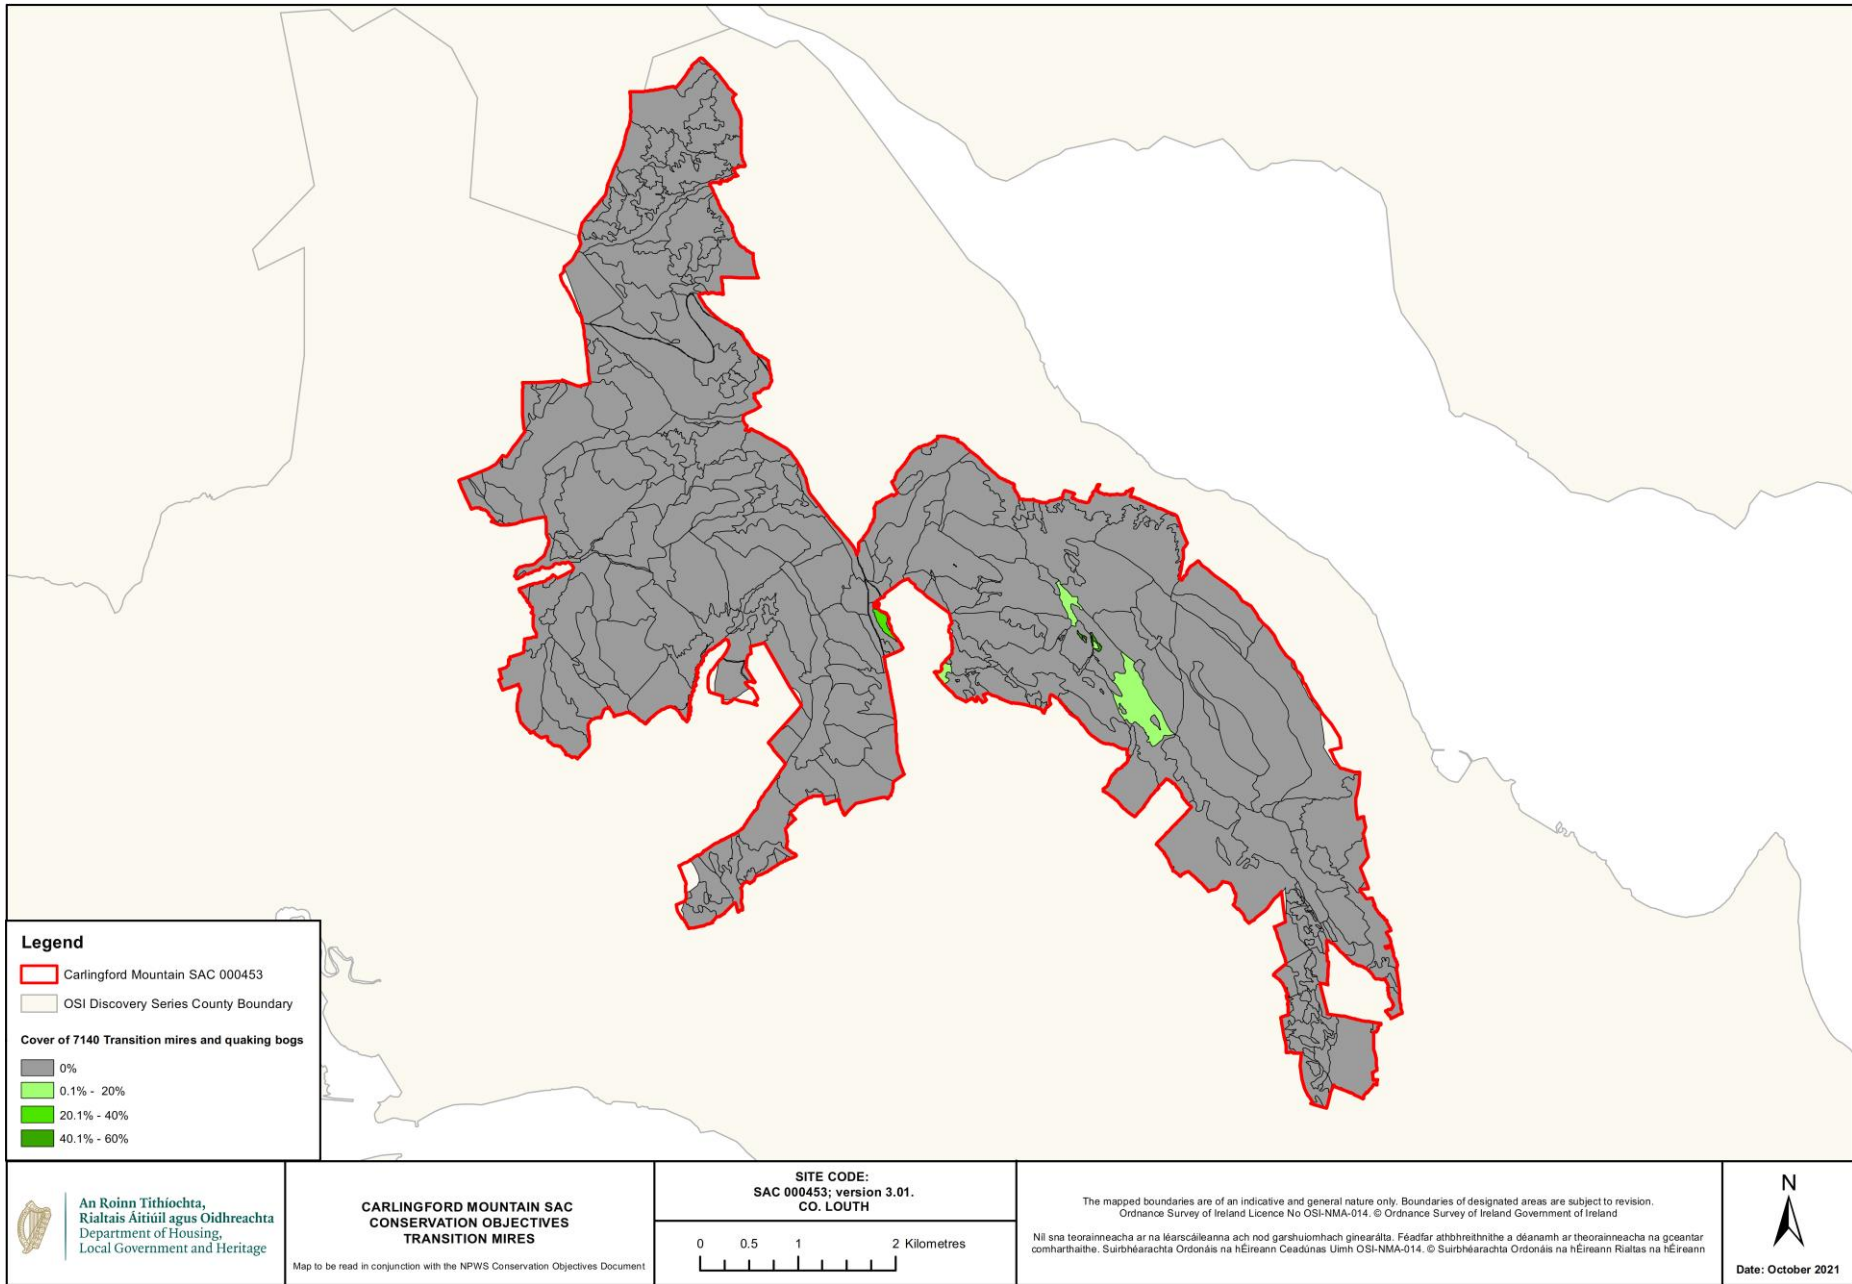 Legend
Carlingford Mountain SAC 000453
OSI Discovery Series County Boundary
Cover of 7140 Transition mires and quaking bogs
0%
0.1% - 20%
20.1% - 40%
40.1% - 60%
An Roinn Tithíochta,
Rialtais Áitiúil agus Oidhreachta
Department of Housing,
Local Government and Heritage
CARLINGFORD MOUNTAIN SAC
CONSERVATION OBJECTIVES
TRANSITION MIRES
Map to be read in conjunction with the NPWS Conservation Objectives Document
SITE CODE:
SAC 000453; version 3.01.
CO. LOUTH
0 0.5 1 2 Kilometres
The mapped boundaries are of an indicative and general nature only. Boundaries of designated areas are subject to revision.
Ordnance Survey of Ireland Licence No OSI-NMA-014. © Ordnance Survey of Ireland Government of Ireland
Níl sna teorainneacha ar na léarscáileanna ach nod garshuiomhach ginearálta. Féadfar athbhreithnithe a déanamh ar theorainneacha na gceantar
comharthaithe. Suirbhéarachta Ordonáis na hÉireann Ceadúnas Uimh OSI-NMA-014. © Suirbhéarachta Ordonáis na hÉireann Rialtas na hÉireann
N
Date: October 2021